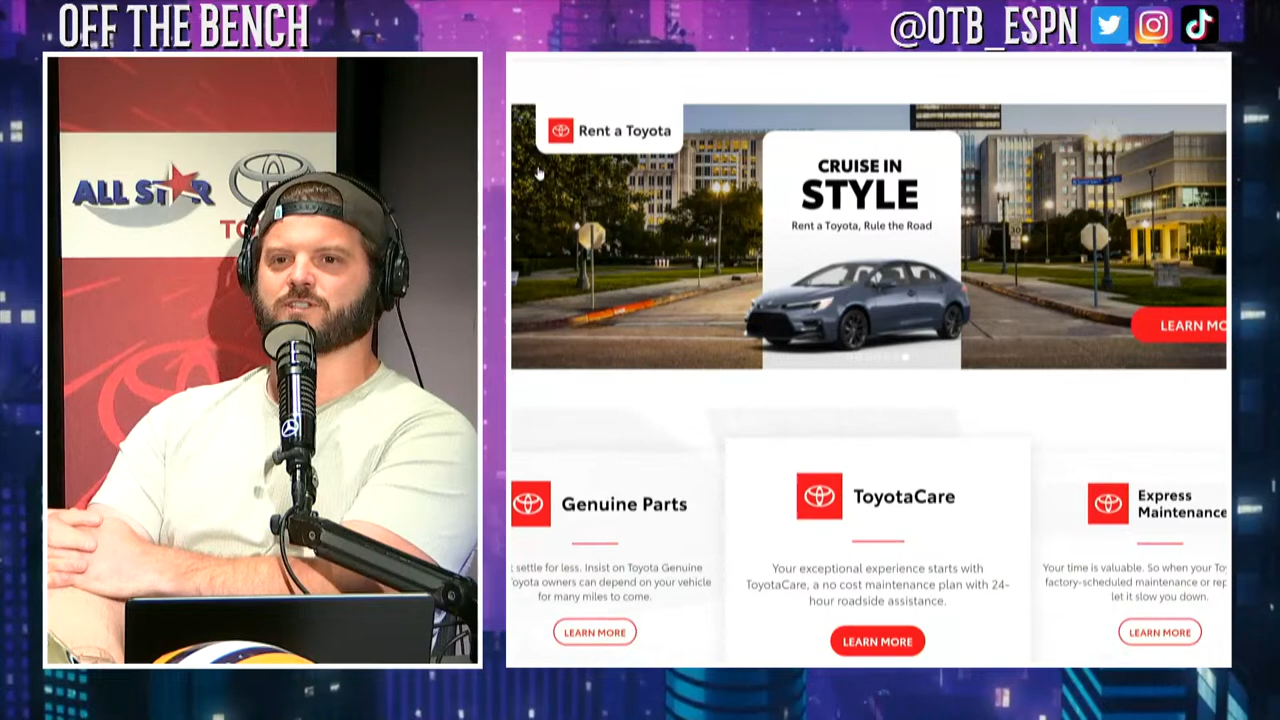 OFF THE BENCH
@OTB_ESPN
ALL STAR
Rent a Toyota
CRUISE IN
STYLE
Rent a Toyota, Rule the Road
30
LEARN MO
Genuine Parts
settle for less. Insist on Toyota Genuine
oyota owners can depend on your vehicle
for many miles to come.
LEARN MORE
ToyotaCare
Your exceptional experience starts with
ToyotaCare, a no cost maintenance plan with 24-
hour roadside assistance.
LEARN MORE
Express
Maintenance
Your time is valuable. So when your To
factory-scheduled maintenance or rep
let it slow you down.
LEARN MORE